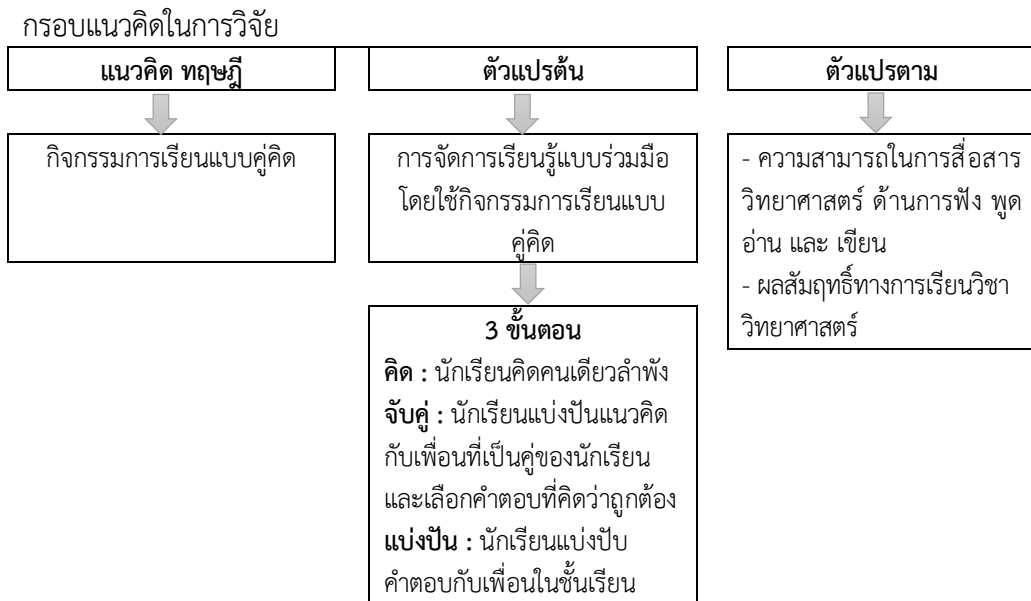 กรอบแนวคิดในการวิจัย
แนวคิด ทฤษฎี
กิจกรรมการเรียนแบบคู่คิด
ตัวแปรต้น
การจัดการเรียนรู้แบบร่วมมือ
โดยใช้กิจกรรมการเรียนแบบ
คู่คิด
3 ขั้นตอน
คิด : นักเรียนคิดคนเดียวลำพัง
จับคู่ : นักเรียนแบ่งปันแนวคิด
กับเพื่อนที่เป็นคู่ของนักเรียน
และเลือกคำตอบที่คิดว่าถูกต้อง
แบ่งปัน : นักเรียนแบ่งปับ
คำตอบกับเพื่อนในชั้นเรียน
ตัวแปรตาม
- ความสามารถในการสื่อสาร
วิทยาศาสตร์ ด้านการฟัง พูด
อ่าน และ เขียน
- ผลสัมฤทธิ์ทางการเรียนวิชา
วิทยาศาสตร์